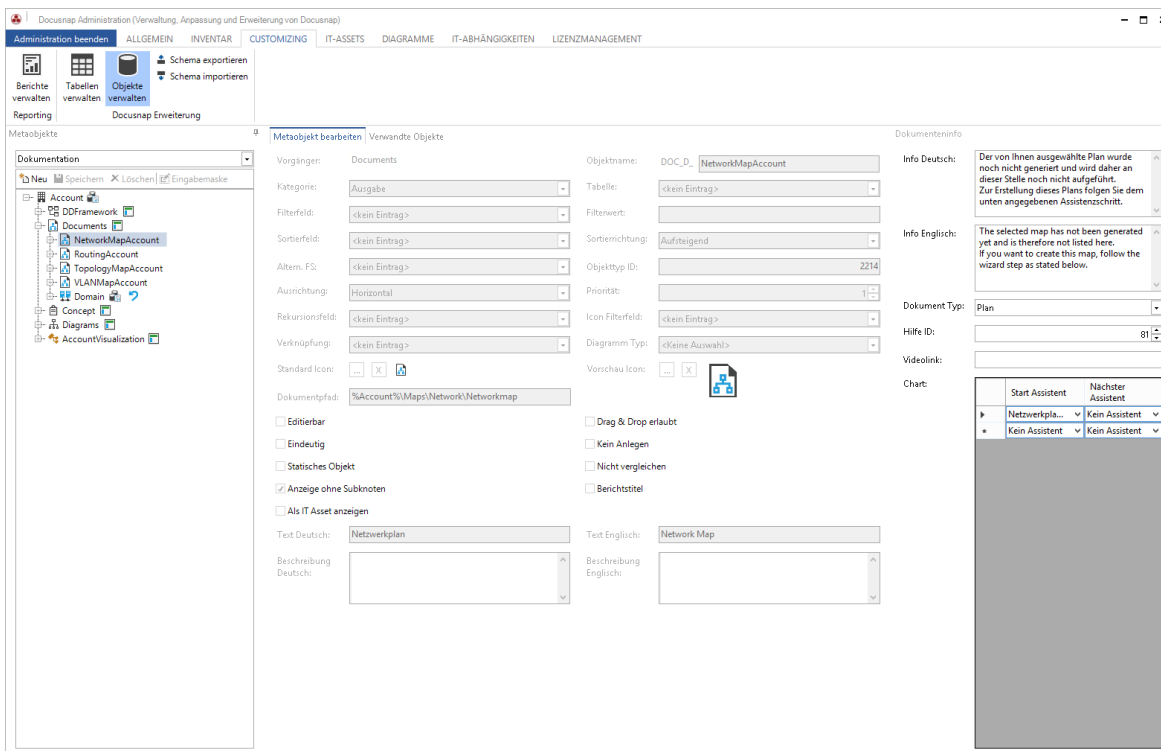 Docusnap Administration (Verwaltung, Anpassung und Erweiterung von Docusnap)
Administration beenden ALLGEMEIN INVENTAR CUSTOMIZING IT-ASSETS DIAGRAMME IT-ABHÄNGIGKEITEN LIZENZMANAGEMENT
Berichte verwalten
Tabellen verwalten
Objekte verwalten
Schema exportieren
Schema importieren
Reporting Docusnap Erweiterung
Metaobjekte
Dokumentation
Neu Speichern Löschen Eingabemaske
Account
DDFramework
Documents
NetworkMapAccount
RoutingAccount
TopologyMapAccount
VLANMapAccount
Domain
Concept
Diagrams
AccountVisualization
Metaobjekt bearbeiten Verwandte Objekte
Vorgänger: Documents Objektname: DOC_D_ NetworkMapAccount
Kategorie: Ausgabe Tabelle: <kein Eintrag>
Filterfeld: <kein Eintrag> Filterwert:
Sortierfeld: <kein Eintrag> Sortierrichtung: Aufsteigend
Altern. FS: <kein Eintrag> Objekttyp ID: 2214
Ausrichtung: Horizontal Priorität: 1
Rekursionsfeld: <kein Eintrag> Icon Filterfeld: <kein Eintrag>
Verknüpfung: <kein Eintrag> Diagramm Typ: <Keine Auswahl>
Standard Icon: ... X Vorschau Icon: ... X
Dokumentpfad: %Account%\Maps\Network\Networkmap
Editierbar Drag & Drop erlaubt
Eindeutig Kein Anlegen
Statisches Objekt Nicht vergleichen
Anzeige ohne Subknoten Berichtstitel
Als IT Asset anzeigen
Text Deutsch: Netzwerkplan Text Englisch: Network Map
Beschreibung Deutsch: Beschreibung Englisch:
Dokumenteninfo
Info Deutsch: Der von Ihnen ausgewählte Plan wurde
noch nicht generiert und wird daher an
dieser Stelle noch nicht aufgeführt.
Zur Erstellung dieses Plans folgen Sie dem
unten angegebenen Assistenzschritt.
Info Englisch: The selected map has not been generated
yet and is therefore not listed here.
If you want to create this map, follow the
wizard step as stated below.
Dokument Typ: Plan
Hilfe ID: 81
Videolink:
Chart:
Start Assistent Nächster Assistent
Netzwerkpla... Kein Assistent
Kein Assistent Kein Assistent